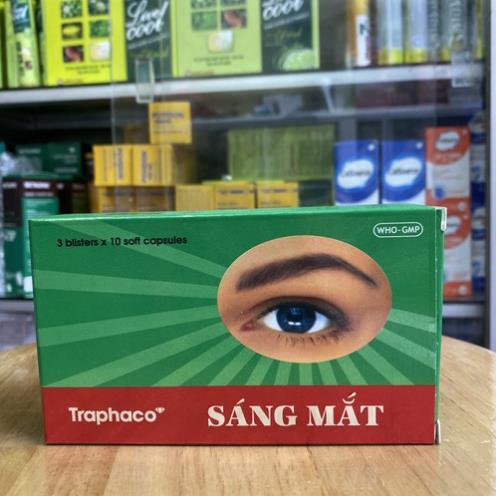 3 blisters x 10 soft capsules
WHO-GMP
Traphaco
SÁNG MẮT